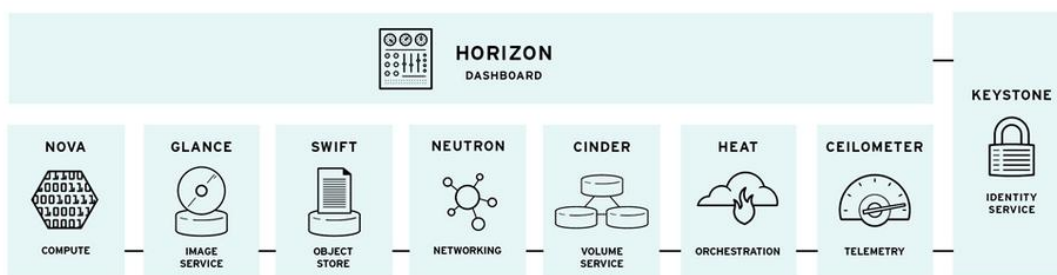 HORIZON
DASHBOARD
KEYSTONE
IDENTITY
SERVICE
NOVA
COMPUTE
GLANCE
IMAGE
SERVICE
SWIFT
OBJECT
STORE
NEUTRON
NETWORKING
CINDER
VOLUME
SERVICE
HEAT
ORCHESTRATION
CEILOMETER
TELEMETRY